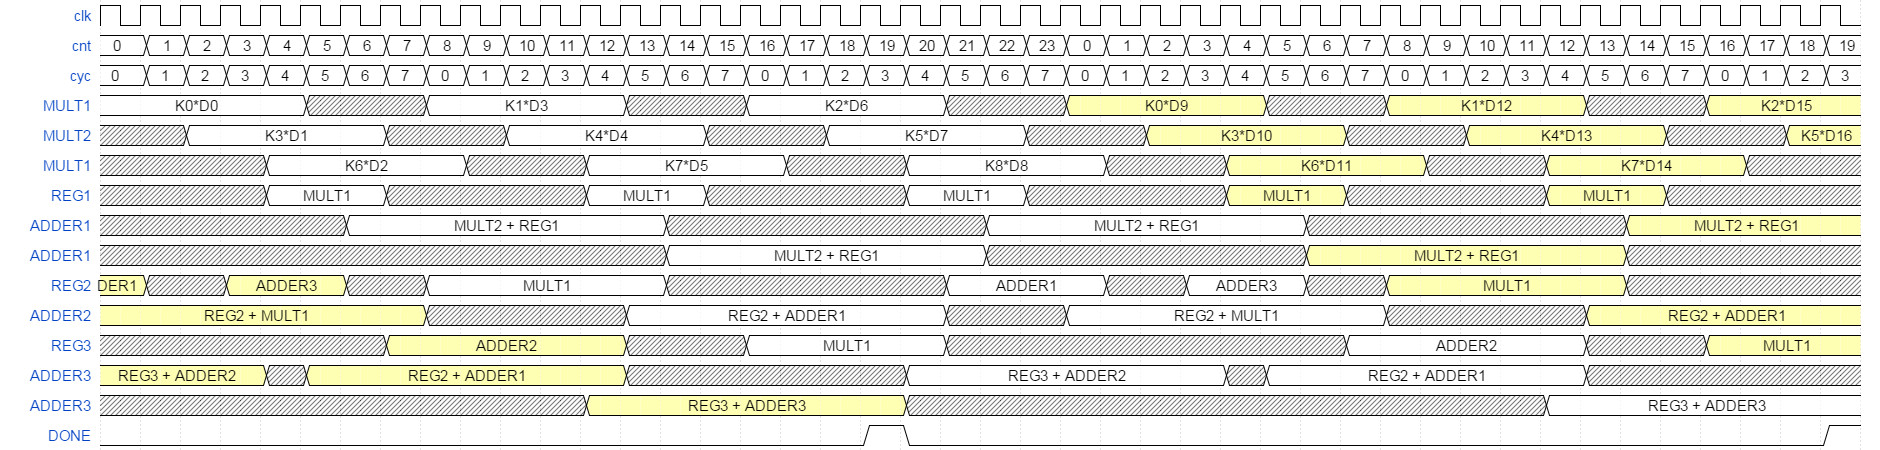 clk
cnt 0 1 2 3 4 5 6 7 8 9 10 11 12 13 14 15 16 17 18 19 20 21 22 23 0 1 2 3 4 5 6 7 8 9 10 11 12 13 14 15 16 17 18 19
cyc 0 1 2 3 4 5 6 7 0 1 2 3 4 5 6 7 0 1 2 3 4 5 6 7 0 1 2 3 4 5 6 7 0 1 2 3 4 5 6 7 0 1 2 3
MULT1 K0*D0 K1*D3 K2*D6 K0*D9 K1*D12 K2*D15
MULT2 K3*D1 K4*D4 K5*D7 K3*D10 K4*D13 K5*D16
MULT1 K6*D2 K7*D5 K8*D8 K6*D11 K7*D14
REG1 MULT1 MULT1 MULT1 MULT1 MULT1
ADDER1 MULT2 + REG1 MULT2 + REG1 MULT2 + REG1
ADDER1 MULT2 + REG1 MULT2 + REG1
REG2 DER1 ADDER3 MULT1 ADDER1 ADDER3 MULT1
ADDER2 REG2 + MULT1 REG2 + ADDER1 REG2 + MULT1 REG2 + ADDER1
REG3 ADDER2 MULT1 ADDER2 MULT1
ADDER3 REG3 + ADDER2 REG2 + ADDER1 REG3 + ADDER2 REG2 + ADDER1
ADDER3 REG3 + ADDER3 REG3 + ADDER3
DONE